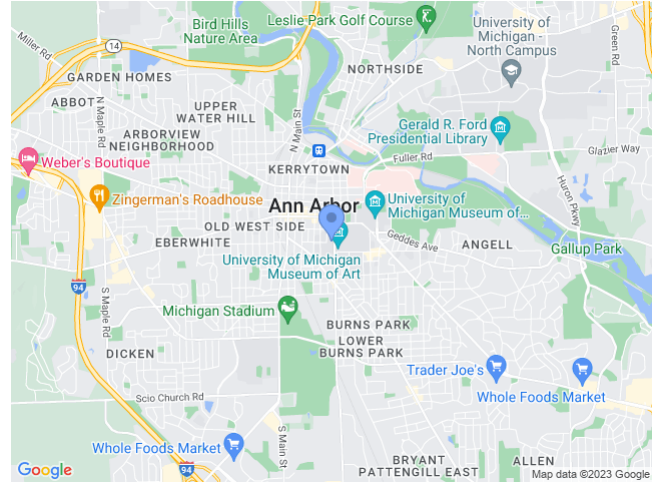 Bird Hills
Nature Area
Leslie Park Golf Course
University of
Michigan -
North Campus
Miller Rd
14
Green Rd
GARDEN HOMES
NORTHSIDE
ABBOT
N Maple Rd
UPPER
WATER HILL
N Main St
ARBORVIEW
NEIGHBORHOOD
Gerald R. Ford
Presidential Library
Glazier Way
Fuller Rd
Weber's Boutique
KERRYTOWN
Huron Pkwy
Zingerman's Roadhouse
Ann Arbor
University of
Michigan Museum of...
OLD WEST SIDE
EBERWHITE
Geddes Ave
ANGELL
Gallup Park
University of Michigan
Museum of Art
94
S Maple Rd
Michigan Stadium
BURNS PARK
LOWER
BURNS PARK
DICKEN
Trader Joe's
Whole Foods Market
Scio Church Rd
S Main St
Whole Foods Market
94
BRYANT
PATTENGILL EAST
ALLEN
Google
Map data ©2023 Google